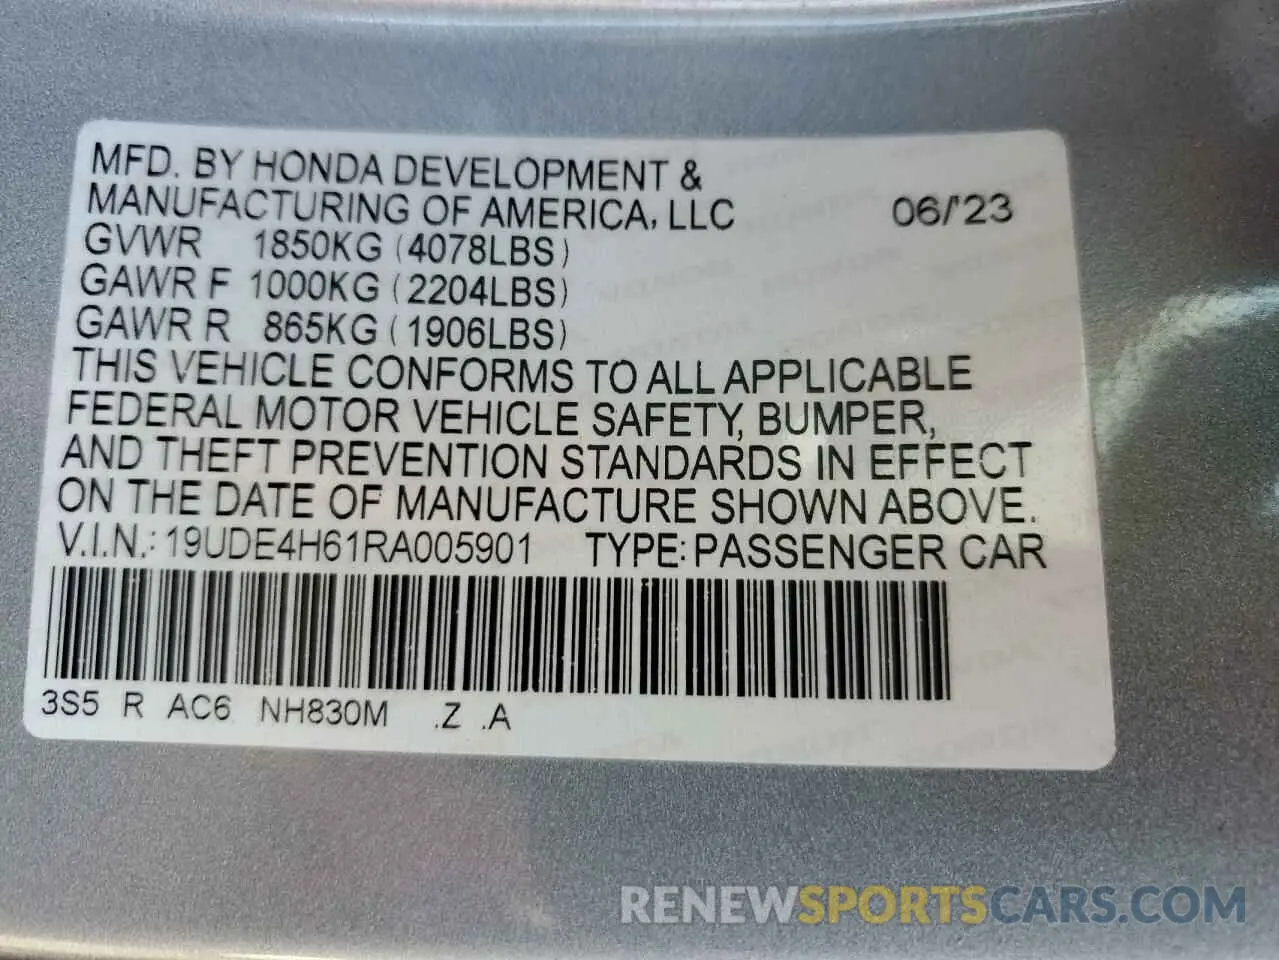 MFD. BY HONDA DEVELOPMENT &
MANUFACTURING OF AMERICA, LLC 06/'23
GVWR 1850KG (4078LBS)
GAWR F 1000KG (2204LBS)
GAWR R 865KG (1906LBS)
THIS VEHICLE CONFORMS TO ALL APPLICABLE
FEDERAL MOTOR VEHICLE SAFETY, BUMPER,
AND THEFT PREVENTION STANDARDS IN EFFECT
ON THE DATE OF MANUFACTURE SHOWN ABOVE.
V.I.N.: 19UDE4H61RA005901 TYPE: PASSENGER CAR
3S5 R AC6 NH830M .Z .A
RENEWSPORTSCARS.COM